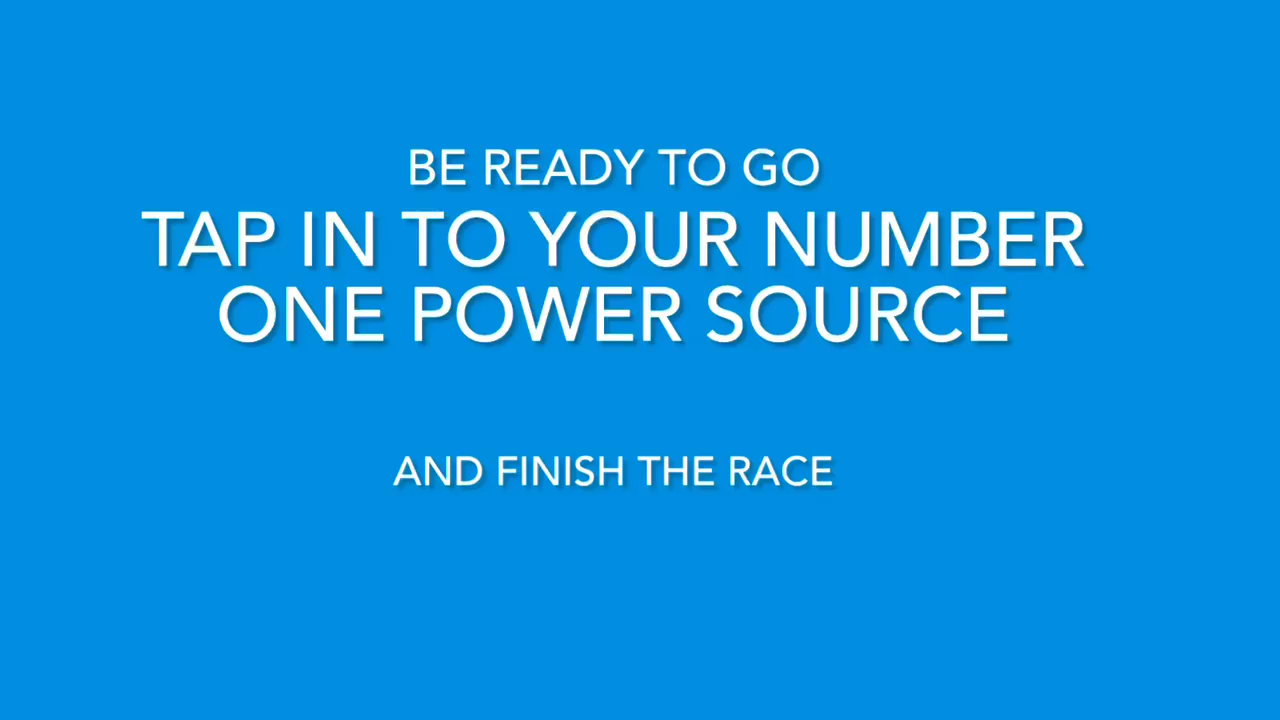 BE READY TO GO
TAP IN TO YOUR NUMBER
ONE POWER SOURCE
AND FINISH THE RACE